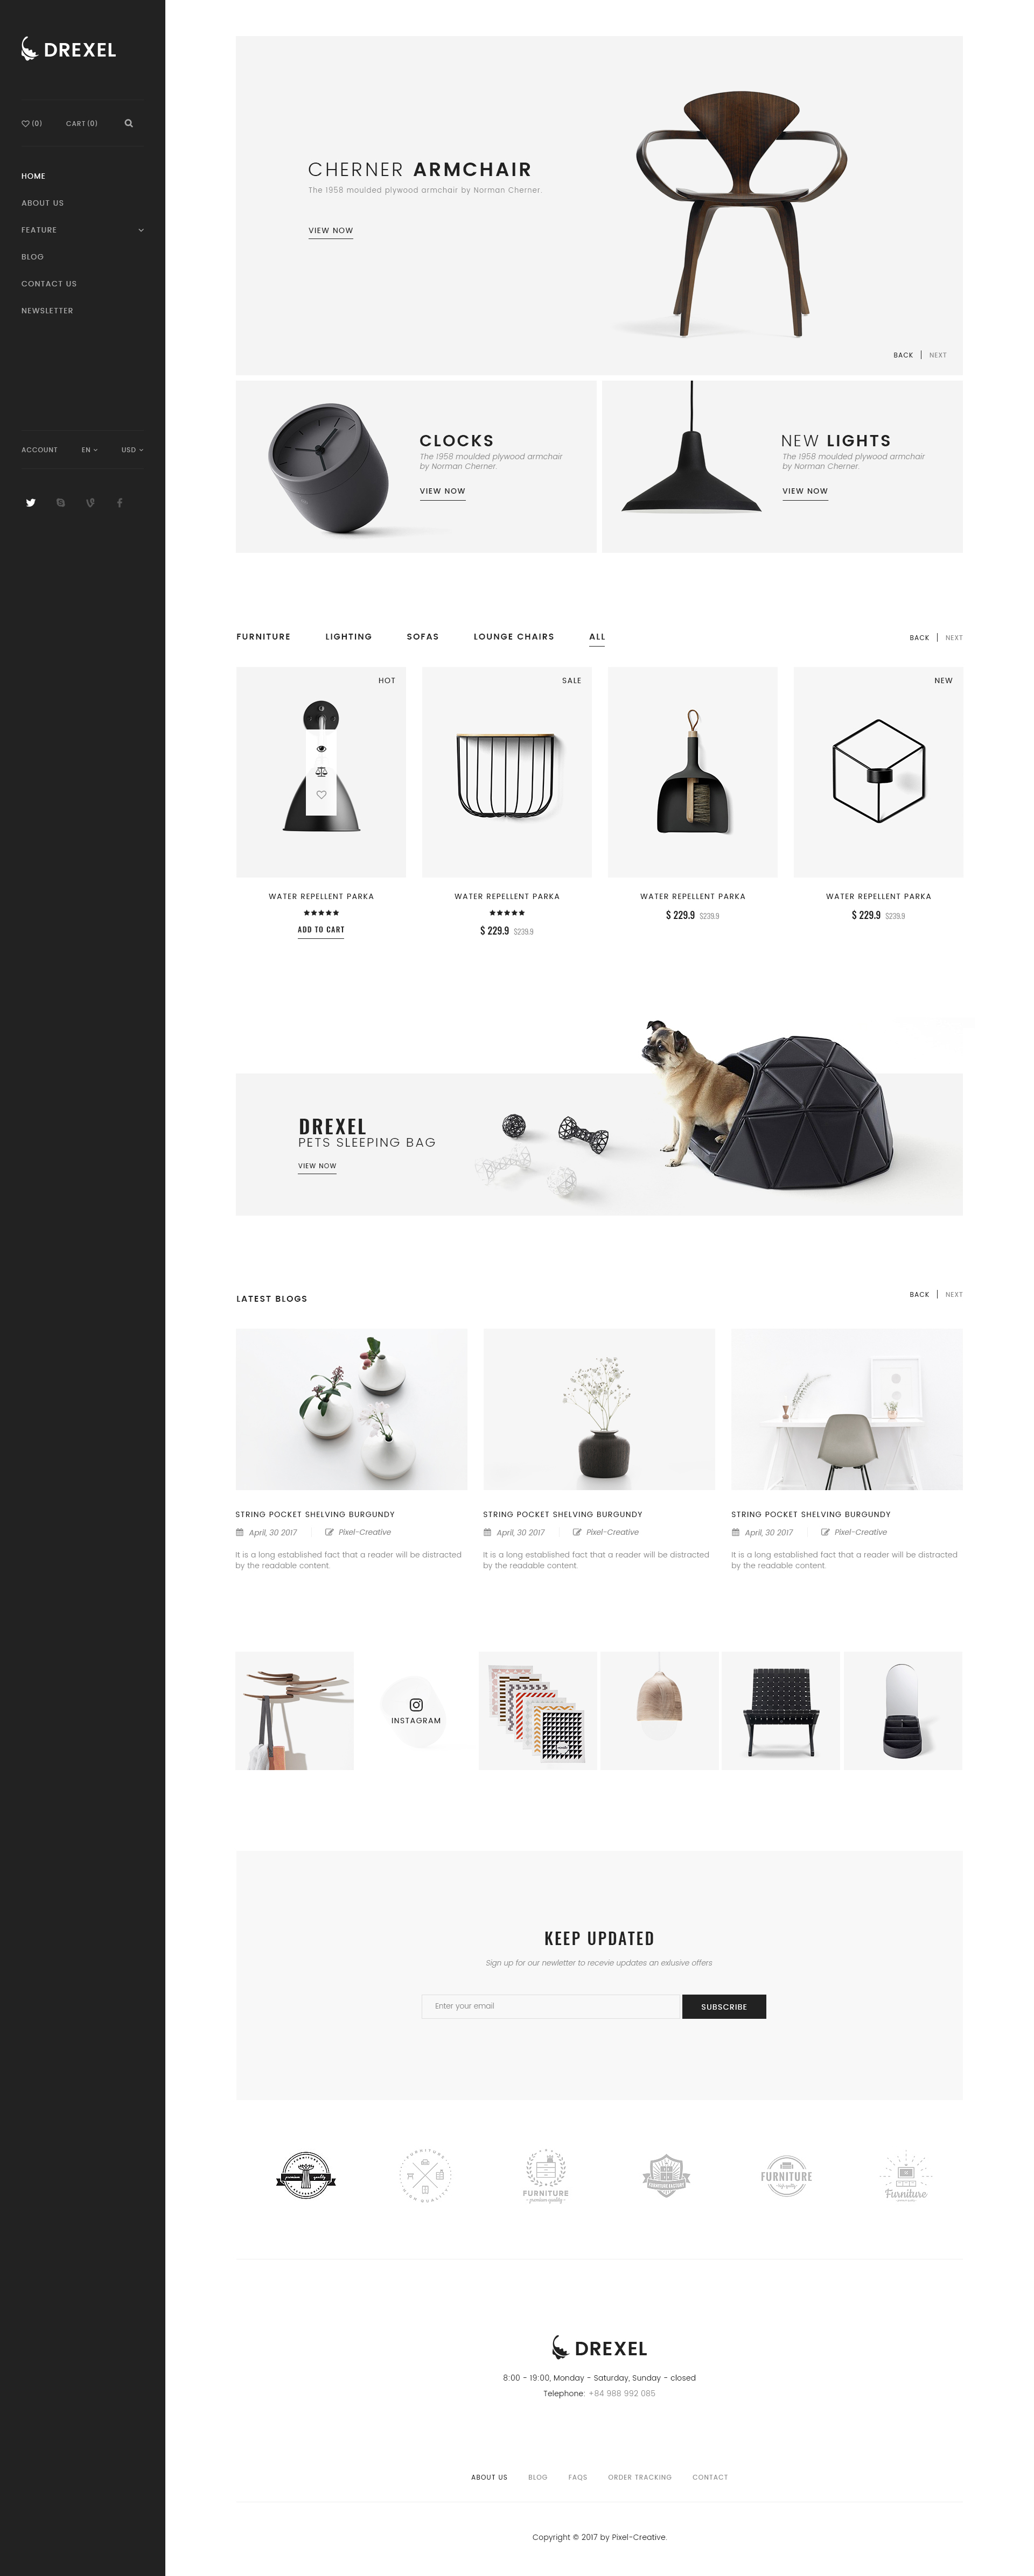 DREXEL
(0) CART (0)
HOME
ABOUT US
FEATURE
BLOG
CONTACT US
NEWSLETTER
ACCOUNT EN USD
CHERNER ARMCHAIR
The 1958 moulded plywood armchair by Norman Cherner.
VIEW NOW
BACK | NEXT
CLOCKS
The 1958 moulded plywood armchair
by Norman Cherner.
VIEW NOW
NEW LIGHTS
The 1958 moulded plywood armchair
by Norman Cherner.
VIEW NOW
FURNITURE LIGHTING SOFAS LOUNGE CHAIRS ALL
BACK | NEXT
HOT
WATER REPELLENT PARKA
ADD TO CART
SALE
WATER REPELLENT PARKA
$ 229.9 $239.9
WATER REPELLENT PARKA
$ 229.9 $239.9
NEW
WATER REPELLENT PARKA
$ 229.9 $239.9
DREXEL
PETS SLEEPING BAG
VIEW NOW
LATEST BLOGS
BACK | NEXT
STRING POCKET SHELVING BURGUNDY
April, 30 2017 Pixel-Creative
It is a long established fact that a reader will be distracted
by the readable content.
STRING POCKET SHELVING BURGUNDY
April, 30 2017 Pixel-Creative
It is a long established fact that a reader will be distracted
by the readable content.
STRING POCKET SHELVING BURGUNDY
April, 30 2017 Pixel-Creative
It is a long established fact that a reader will be distracted
by the readable content.
INSTAGRAM
KEEP UPDATED
Sign up for our newletter to recevie updates an exlusive offers
Enter your email
SUBSCRIBE
FURNITURE
FURNITURE
FURNITURE
- premium quality -
FURNITURE FACTORY
FURNITURE
high quality
Furniture
DREXEL
8:00 - 19:00, Monday - Saturday, Sunday - closed
Telephone: +84 988 992 085
ABOUT US BLOG FAQS ORDER TRACKING CONTACT
Copyright © 2017 by Pixel-Creative.